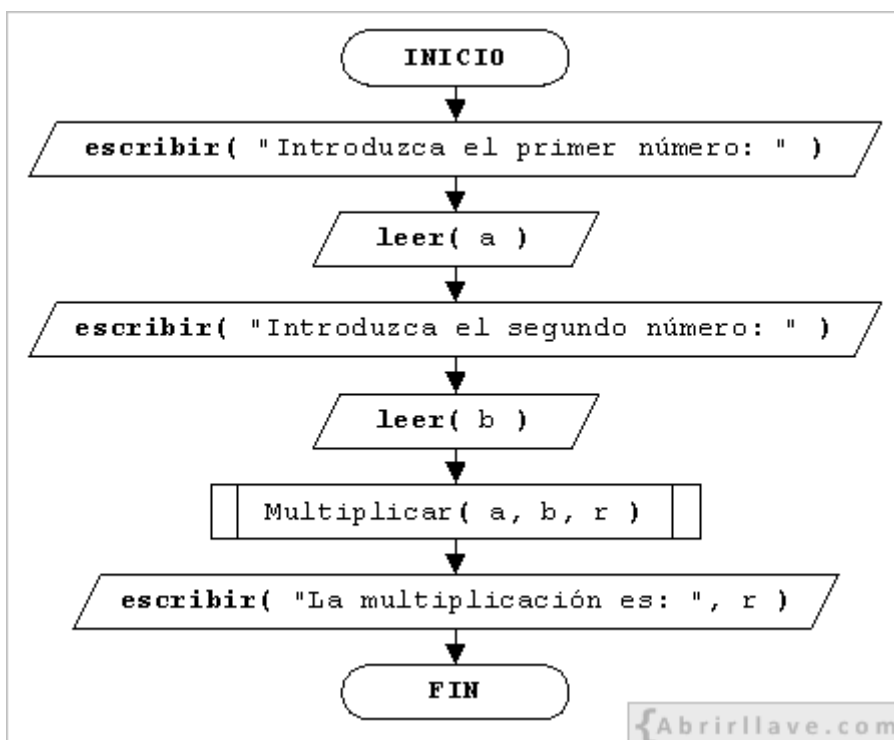 INICIO
escribir( "Introduzca el primer número: " )
leer( a )
escribir( "Introduzca el segundo número: " )
leer( b )
Multiplicar( a, b, r )
escribir( "La multiplicación es: ", r )
FIN
{Abrirllave.com